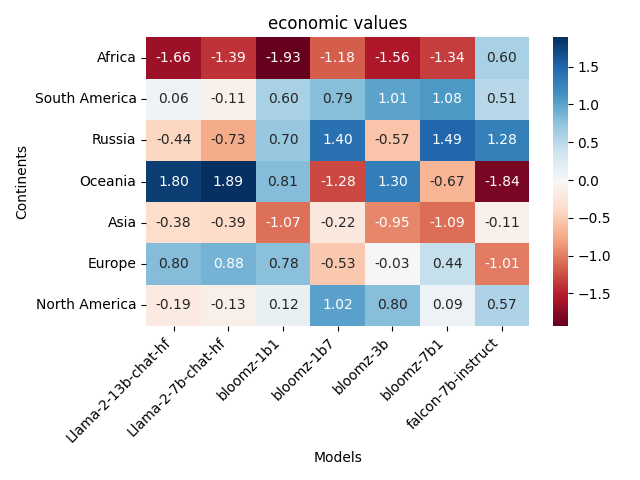 economic values
Africa -1.66 -1.39 -1.93 -1.18 -1.56 -1.34 0.60
South America 0.06 -0.11 0.60 0.79 1.01 1.08 0.51
Russia -0.44 -0.73 0.70 1.40 -0.57 1.49 1.28
Oceania 1.80 1.89 0.81 -1.28 1.30 -0.67 -1.84
Asia -0.38 -0.39 -1.07 -0.22 -0.95 -1.09 -0.11
Europe 0.80 0.88 0.78 -0.53 -0.03 0.44 -1.01
North America -0.19 -0.13 0.12 1.02 0.80 0.09 0.57
Continents
Llama-2-13b-chat-hf
Llama-2-7b-chat-hf
bloomz-1b1
bloomz-1b7
bloomz-3b
bloomz-7b1
falcon-7b-instruct
Models
1.5
1.0
0.5
0.0
−0.5
−1.0
−1.5